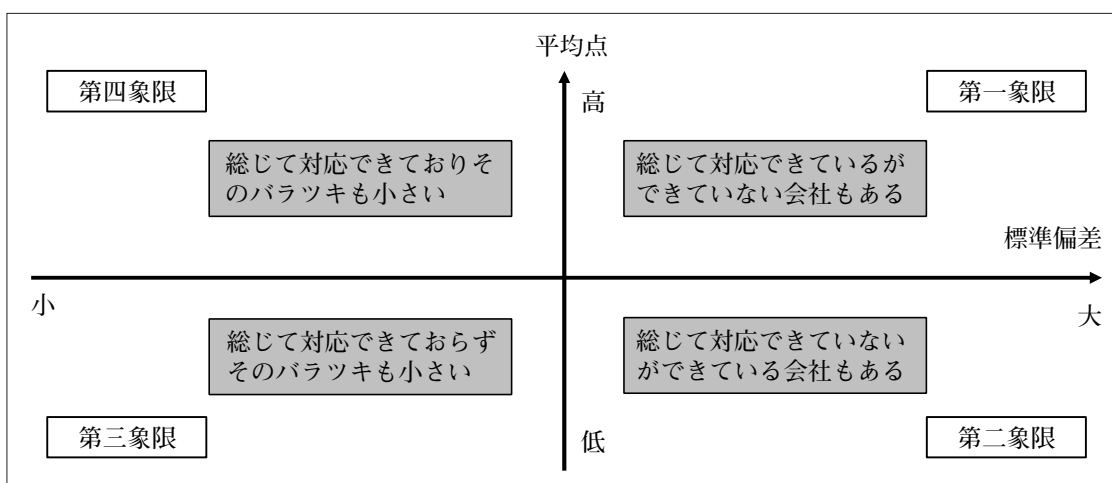 平均点
第四象限
第一象限
高
総じて対応できておりそ
のバラツキも小さい
総じて対応できているが
できていない会社もある
標準偏差
小
大
総じて対応できておらず
そのバラツキも小さい
総じて対応できていない
ができている会社もある
第三象限
低
第二象限